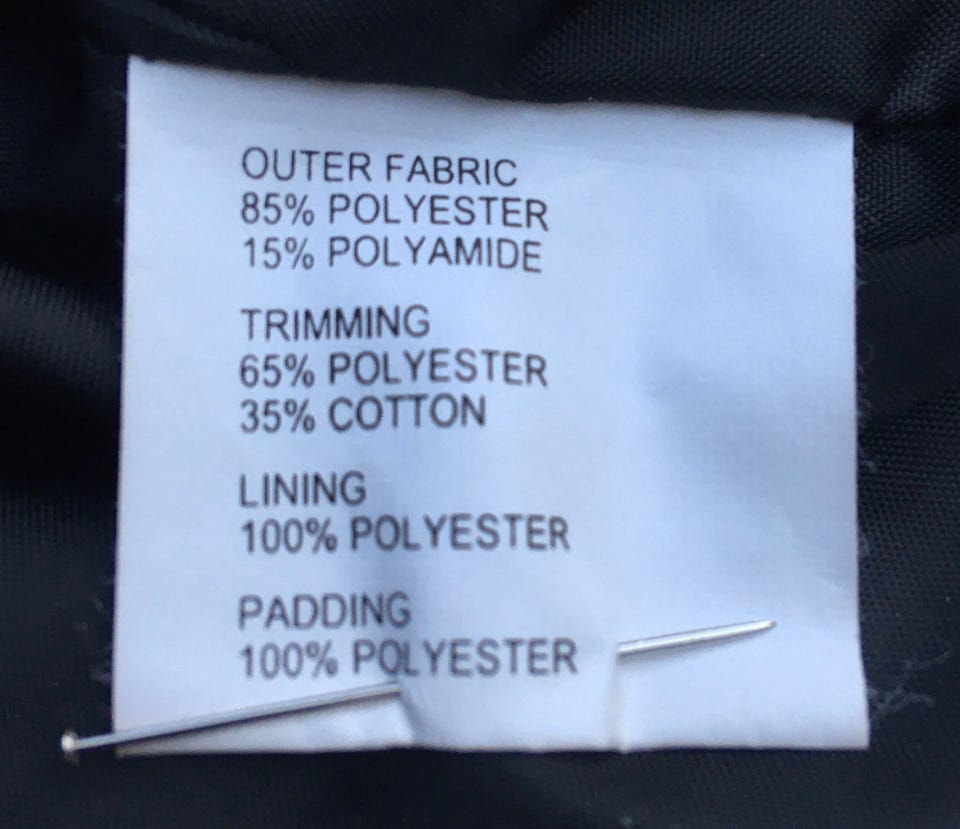 OUTER FABRIC
85% POLYESTER
15% POLYAMIDE
TRIMMING
65% POLYESTER
35% COTTON
LINING
100% POLYESTER
PADDING
100% POLYESTER